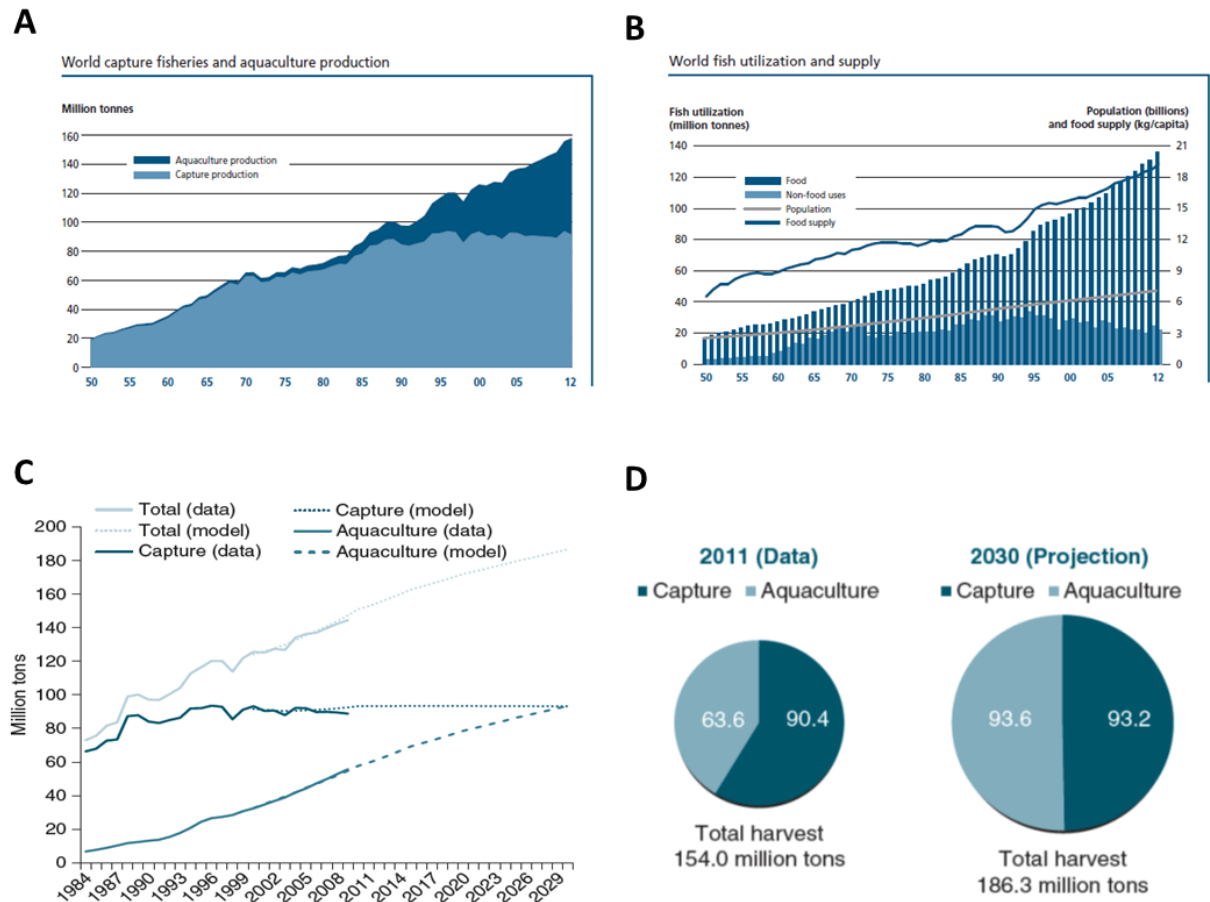 A
World capture fisheries and aquaculture production
Million tonnes
160
140
120
100
80
60
40
20
0
Aquaculture production
Capture production
50 55 60 65 70 75 80 85 90 95 00 05 12
B
World fish utilization and supply
Fish utilization
(million tonnes)
Population (billions)
and food supply (kg/capita)
140
120
100
80
60
40
20
0
Food
Non-food uses
Population
Food supply
21
18
15
12
9
6
3
0
50 55 60 65 70 75 80 85 90 95 00 05 12
C
Total (data)
Total (model)
Capture (data)
Capture (model)
Aquaculture (data)
Aquaculture (model)
Million tons
200
180
160
140
120
100
80
60
40
20
0
1984 1987 1990 1993 1996 1999 2002 2005 2008 2011 2014 2017 2020 2023 2026 2029
D
2011 (Data)
Capture Aquaculture
63.6 90.4
Total harvest
154.0 million tons
2030 (Projection)
Capture Aquaculture
93.6 93.2
Total harvest
186.3 million tons